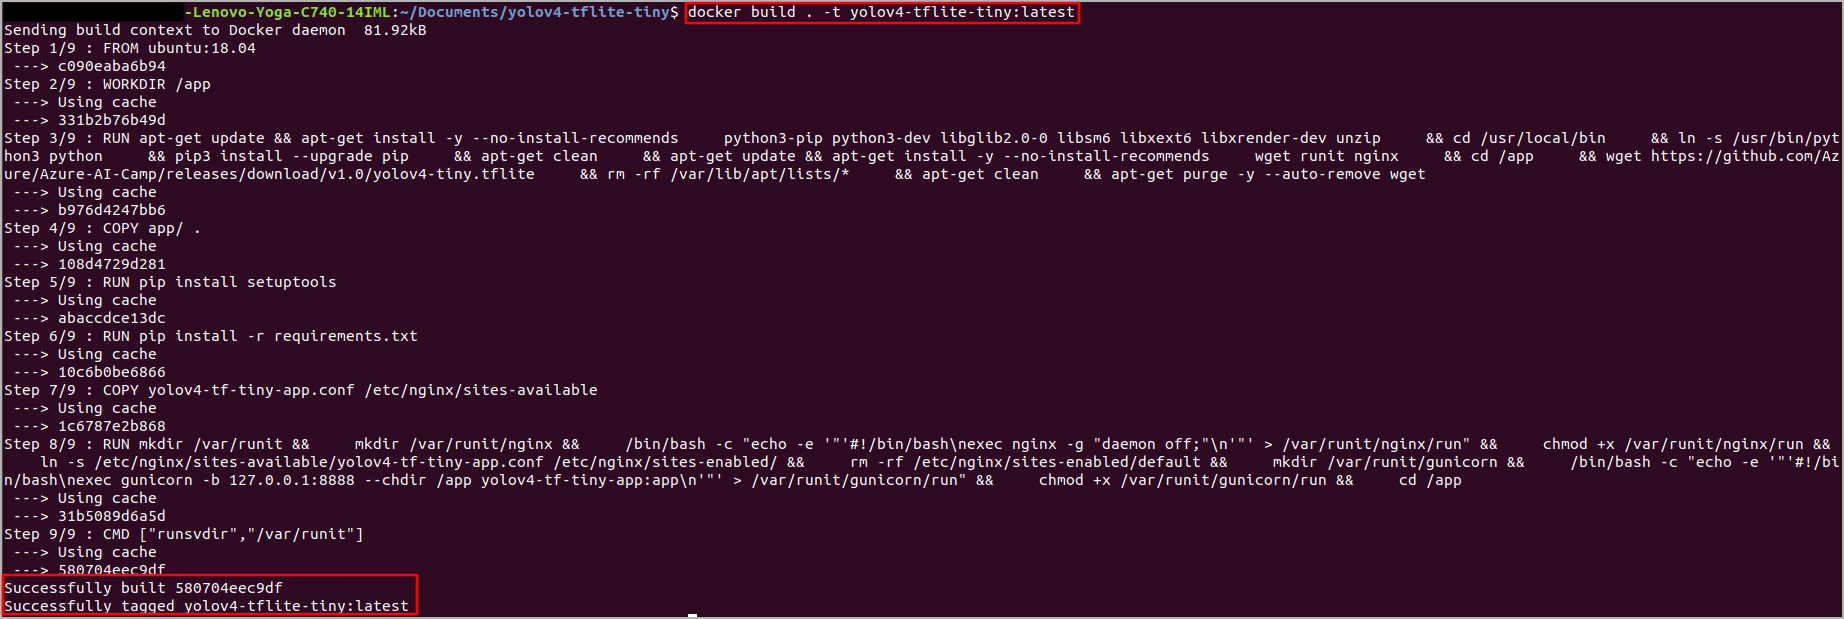 -Lenovo-Yoga-C740-14IML:~/Documents/yolov4-tflite-tiny$ docker build . -t yolov4-tflite-tiny:latest
Sending build context to Docker daemon  81.92kB
Step 1/9 : FROM ubuntu:18.04
 ---> c090eaba6b94
Step 2/9 : WORKDIR /app
 ---> Using cache
 ---> 331b2b76b49d
Step 3/9 : RUN apt-get update && apt-get install -y --no-install-recommends     python3-pip python3-dev libglib2.0-0 libsm6 libxext6 libxrender-dev unzip     && cd /usr/local/bin     && ln -s /usr/bin/pyt
hon3 python     && pip3 install --upgrade pip     && apt-get clean     && apt-get update && apt-get install -y --no-install-recommends     wget runit nginx     && cd /app     && wget https://github.com/Az
ure/Azure-AI-Camp/releases/download/v1.0/yolov4-tiny.tflite     && rm -rf /var/lib/apt/lists/*     && apt-get clean     && apt-get purge -y --auto-remove wget
 ---> Using cache
 ---> b976d4247bb6
Step 4/9 : COPY app/ .
 ---> Using cache
 ---> 108d4729d281
Step 5/9 : RUN pip install setuptools
 ---> Using cache
 ---> abaccdce13dc
Step 6/9 : RUN pip install -r requirements.txt
 ---> Using cache
 ---> 10c6b0be6866
Step 7/9 : COPY yolov4-tf-tiny-app.conf /etc/nginx/sites-available
 ---> Using cache
 ---> 1c6787e2b868
Step 8/9 : RUN mkdir /var/runit &&     mkdir /var/runit/nginx &&     /bin/bash -c "echo -e '"'#!/bin/bash\nexec nginx -g "daemon off;"\n'"' > /var/runit/nginx/run" &&     chmod +x /var/runit/nginx/run &&
    ln -s /etc/nginx/sites-available/yolov4-tf-tiny-app.conf /etc/nginx/sites-enabled/ &&     rm -rf /etc/nginx/sites-enabled/default &&     mkdir /var/runit/gunicorn &&     /bin/bash -c "echo -e '"'#!/bi
n/bash\nexec gunicorn -b 127.0.0.1:8888 --chdir /app yolov4-tf-tiny-app:app\n'"' > /var/runit/gunicorn/run" &&     chmod +x /var/runit/gunicorn/run &&     cd /app
 ---> Using cache
 ---> 31b5089d6a5d
Step 9/9 : CMD ["runsvdir","/var/runit"]
 ---> Using cache
 ---> 580704eec9df
Successfully built 580704eec9df
Successfully tagged yolov4-tflite-tiny:latest